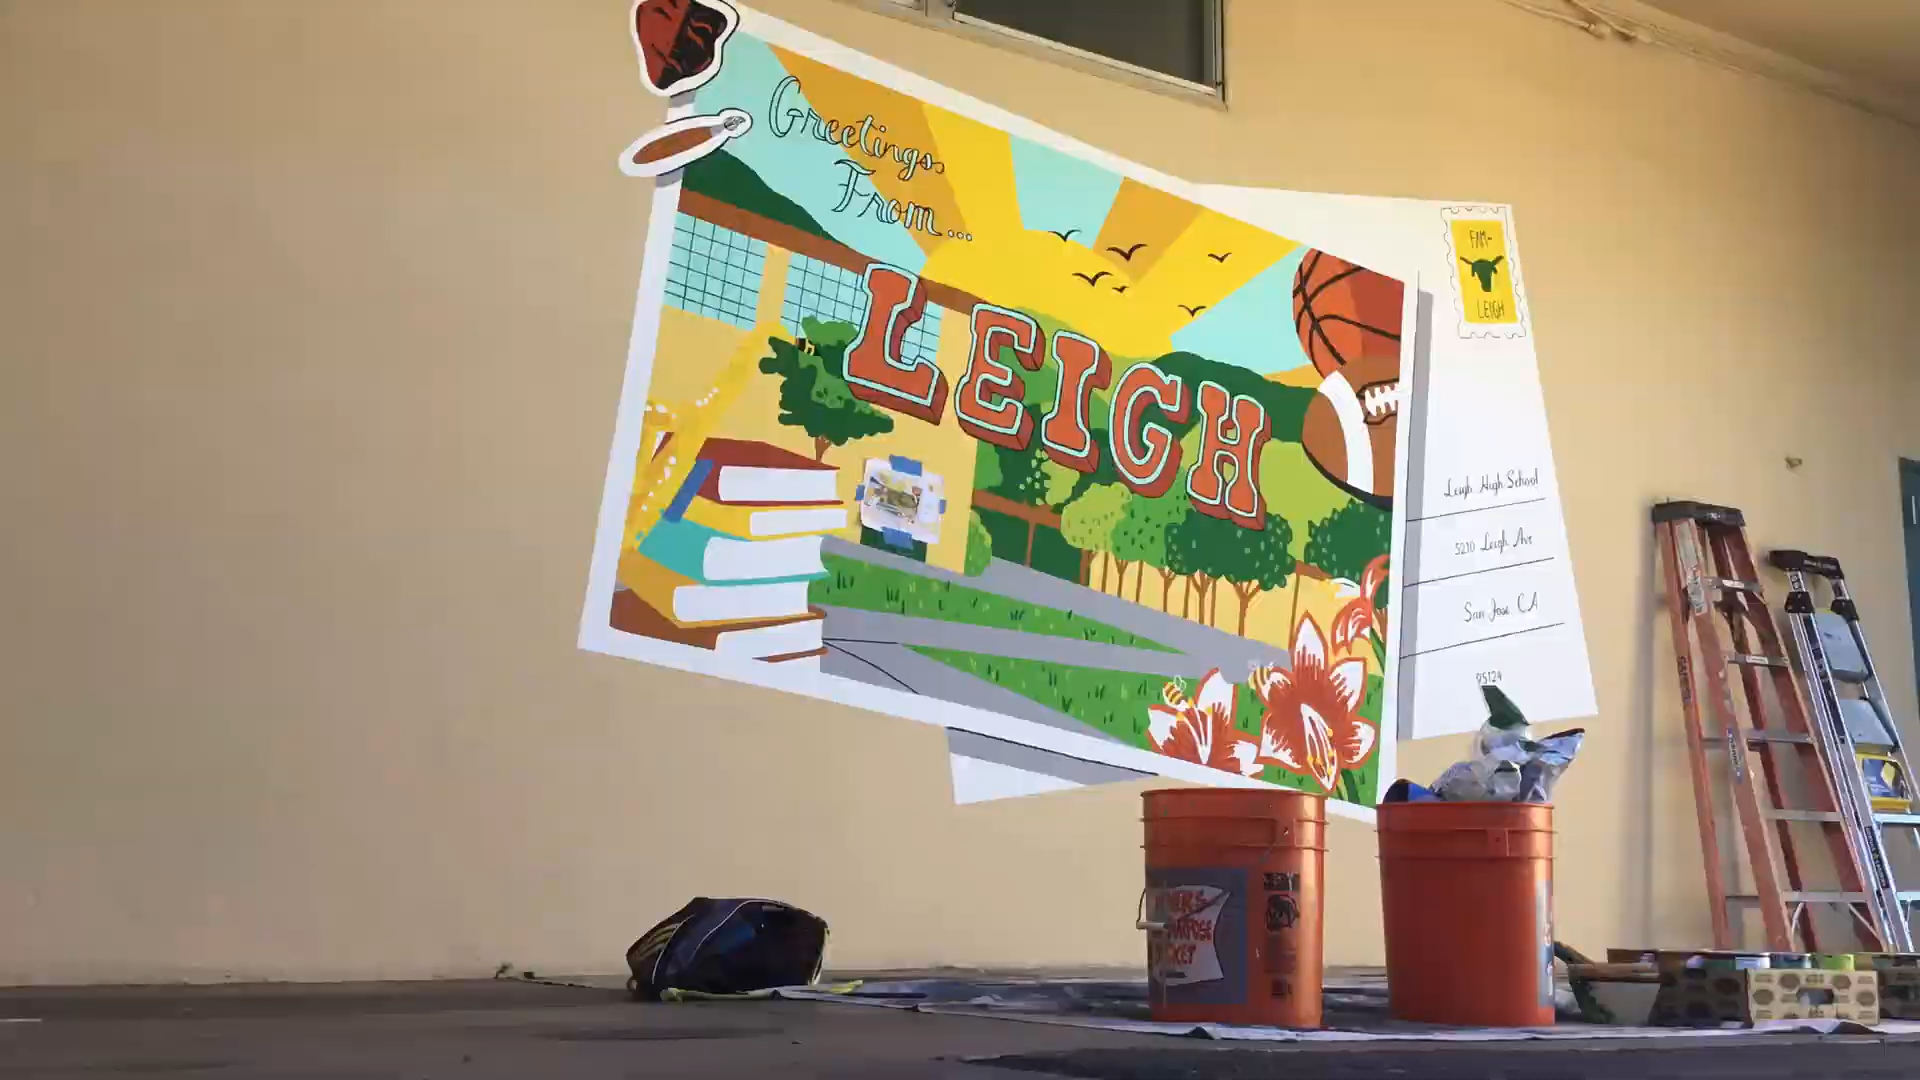 Greetings,
From...
LEIGH
FAM-
LEIGH
Leigh High School
5210 Leigh Ave
San Jose CA
95124